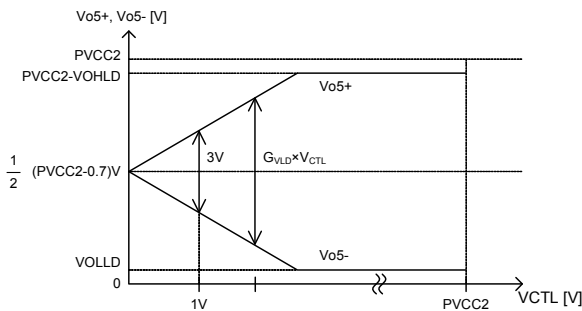 Vo5+, Vo5- [V]
PVCC2
PVCC2-VOHLD
Vo5+
3V
GVLD×VCTL
1/2 (PVCC2-0.7)V
VOLLD
Vo5-
0
1V
PVCC2
VCTL [V]